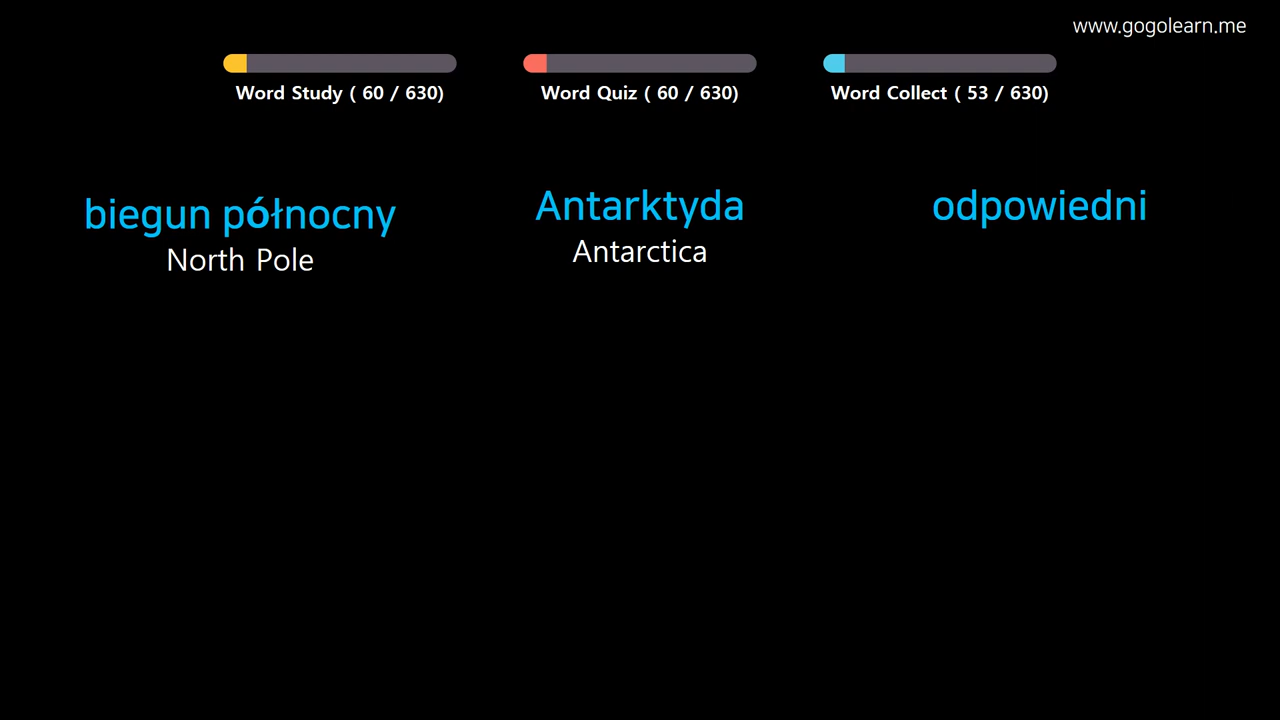 www.gogolearn.me
Word Study ( 60 / 630)
Word Quiz ( 60 / 630)
Word Collect ( 53 / 630)
biegun północny
North Pole
Antarktyda
Antarctica
odpowiedni